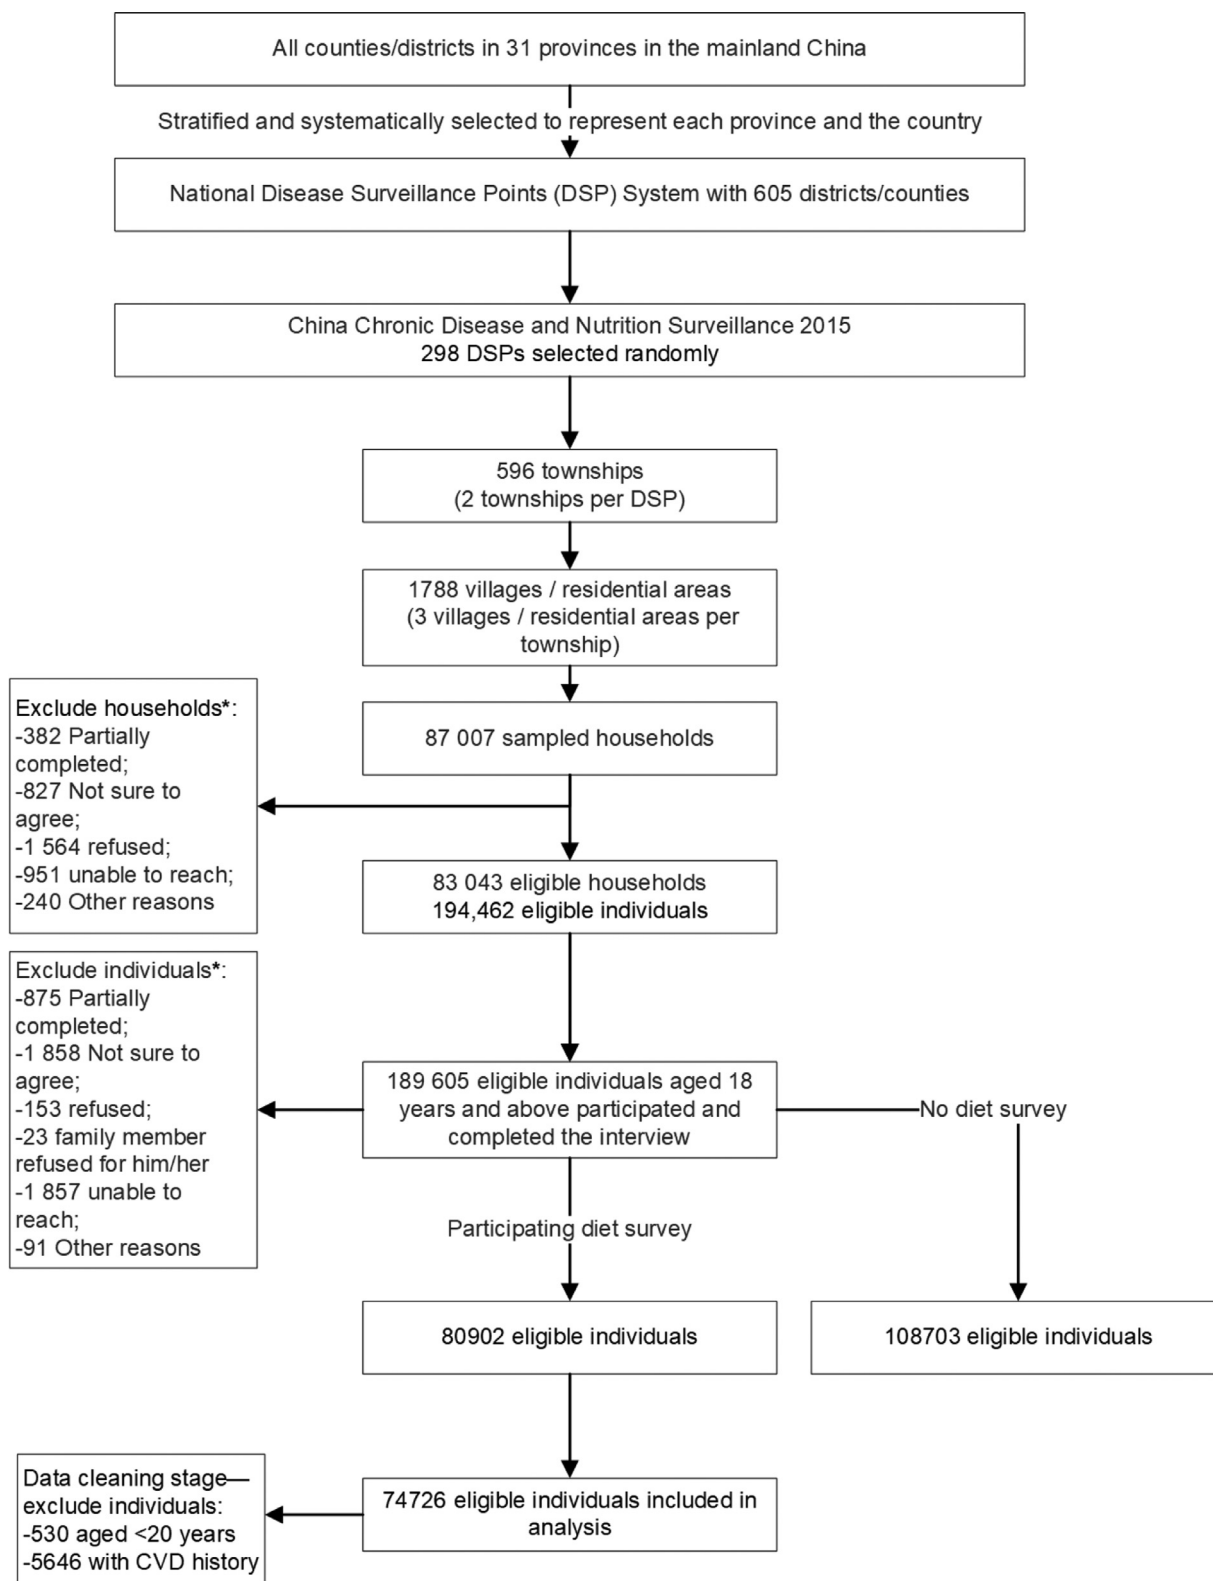 All counties/districts in 31 provinces in the mainland China
Stratified and systematically selected to represent each province and the country
National Disease Surveillance Points (DSP) System with 605 districts/counties
China Chronic Disease and Nutrition Surveillance 2015
298 DSPs selected randomly
596 townships
(2 townships per DSP)
1788 villages / residential areas
(3 villages / residential areas per
township)
87 007 sampled households
Exclude households*:
-382 Partially
completed;
-827 Not sure to
agree;
-1 564 refused;
-951 unable to reach;
-240 Other reasons
83 043 eligible households
194,462 eligible individuals
Exclude individuals*:
-875 Partially
completed;
-1 858 Not sure to
agree;
-153 refused;
-23 family member
refused for him/her
-1 857 unable to
reach;
-91 Other reasons
189 605 eligible individuals aged 18
years and above participated and
completed the interview
No diet survey
Participating diet survey
80902 eligible individuals
108703 eligible individuals
Data cleaning stage—
exclude individuals:
-530 aged <20 years
-5646 with CVD history
74726 eligible individuals included in
analysis